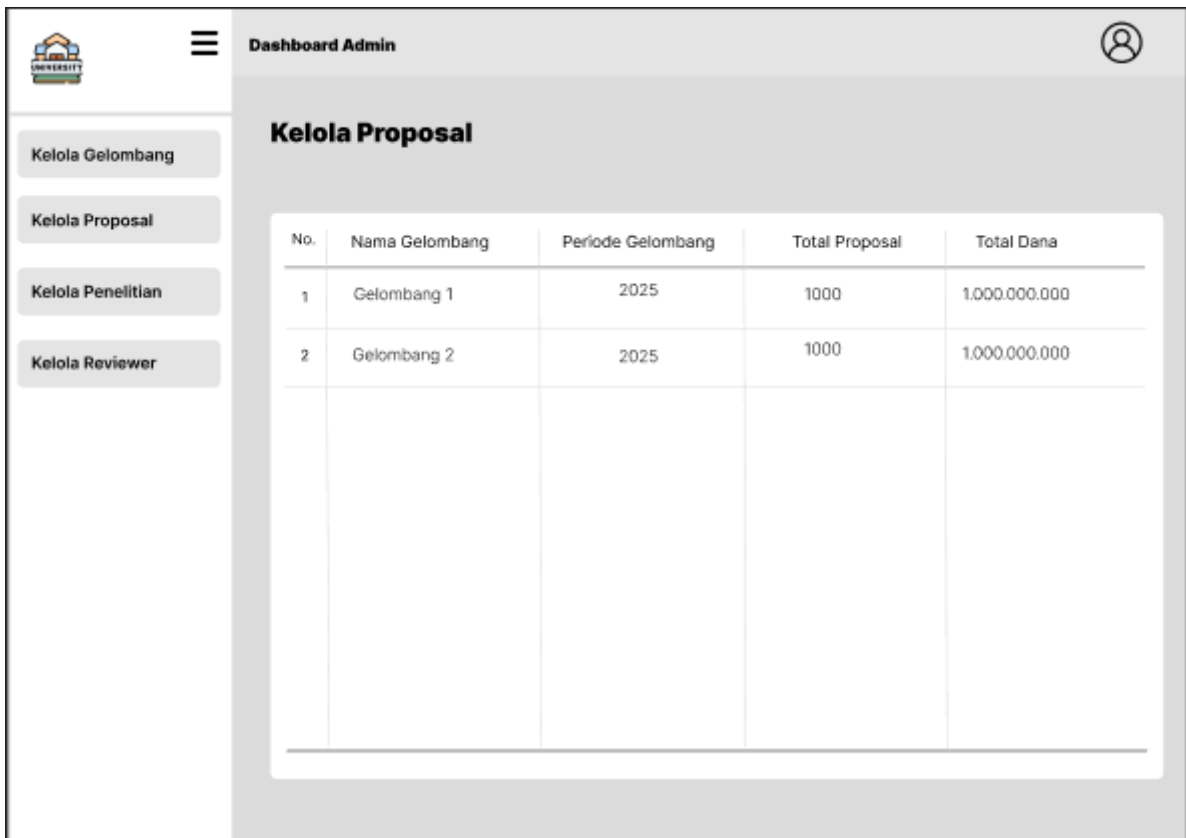 UNIVERSITY
Dashboard Admin
Kelola Gelombang
Kelola Proposal
Kelola Penelitian
Kelola Reviewer
Kelola Proposal
No. Nama Gelombang Periode Gelombang Total Proposal Total Dana
1 Gelombang 1 2025 1000 1.000.000.000
2 Gelombang 2 2025 1000 1.000.000.000